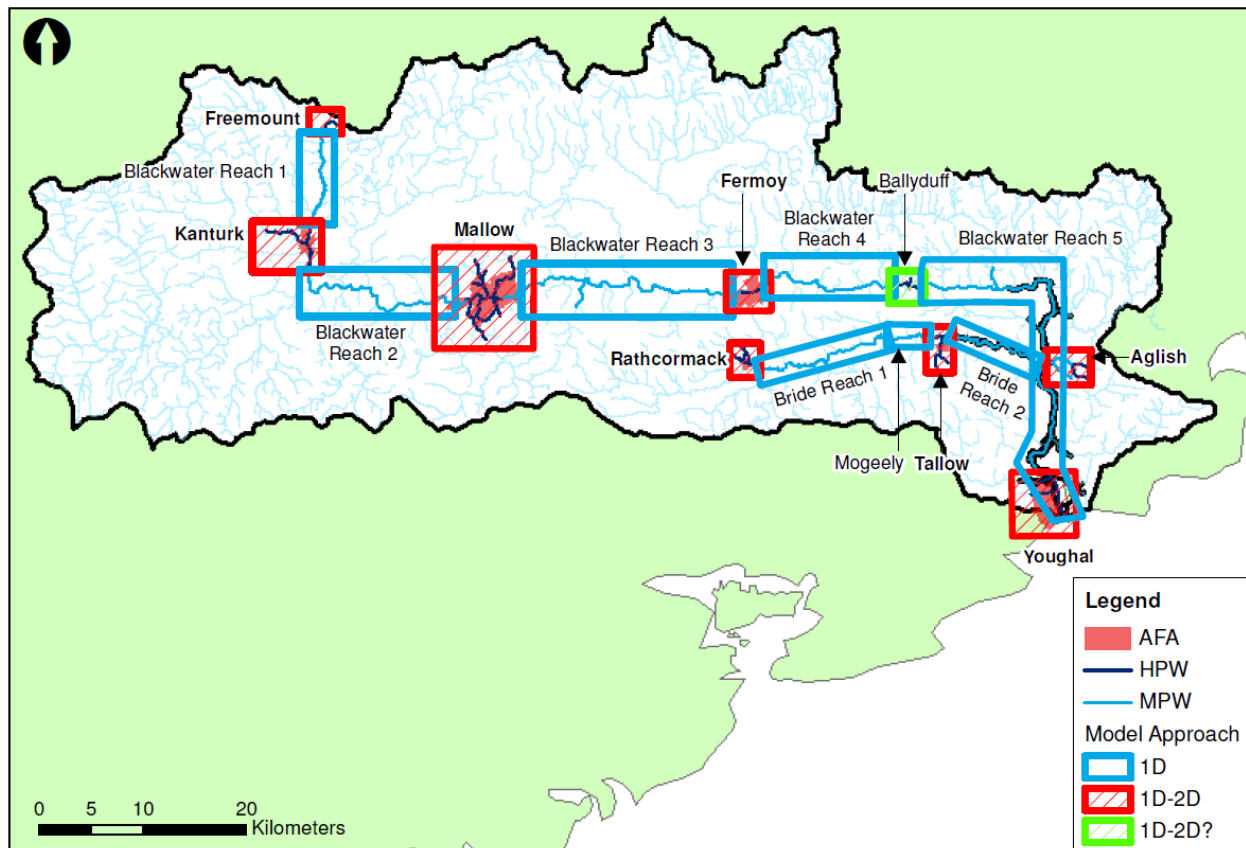 Freemount
Blackwater Reach 1
Fermoy
Ballyduff
Kanturk
Mallow
Blackwater
Reach 4
Blackwater Reach 3
Blackwater Reach 5
Blackwater
Reach 2
Rathcormack
Aglish
Bride Reach 1
Bride
Reach 2
Mogeely
Tallow
Youghal
Legend
AFA
HPW
MPW
Model Approach
1D
1D-2D
1D-2D?
0 5 10 20
Kilometers